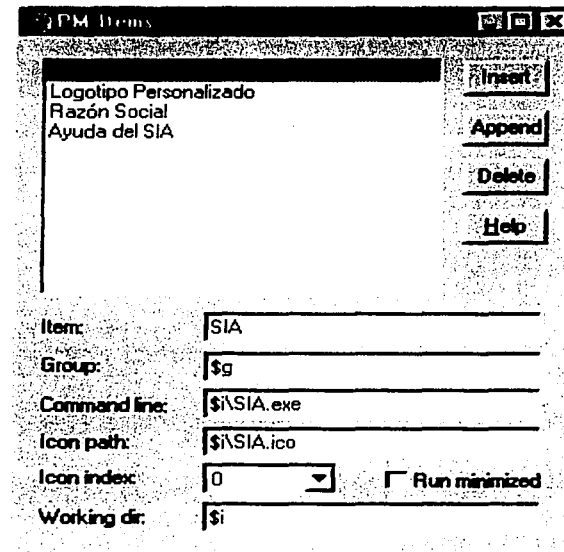 PM Items
Logotipo Personalizado
Razón Social
Ayuda del SIA
Insert
Append
Delete
Help
Item: SIA
Group: $g
Command line: $i\SIA.exe
Icon path: $i\SIA.ico
Icon index: 0 Run minimized
Working dir: $i